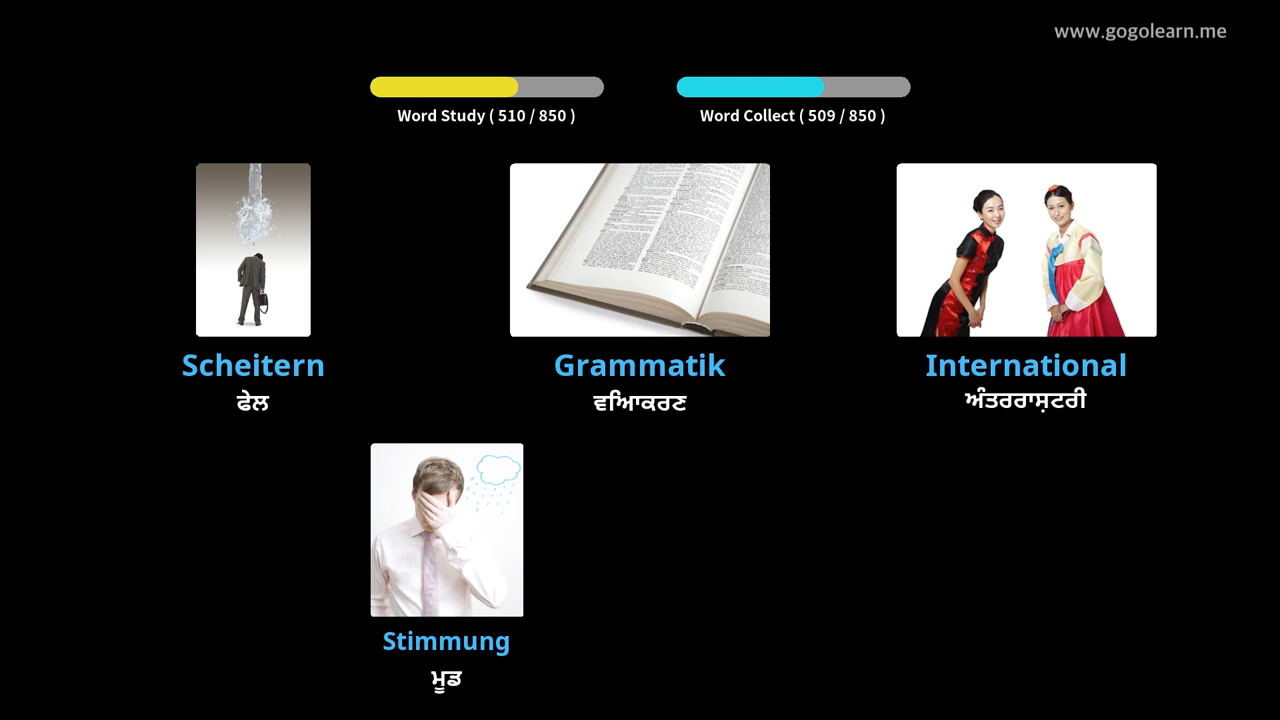 www.gogolearn.me
Word Study ( 510 / 850 )
Word Collect ( 509 / 850 )
Scheitern
ਫੇਲ
Grammatik
ਵਿਆਕਰਣ
International
ਅੰਤਰਰਾਸ਼ਟਰੀ
Stimmung
ਮੂਡ